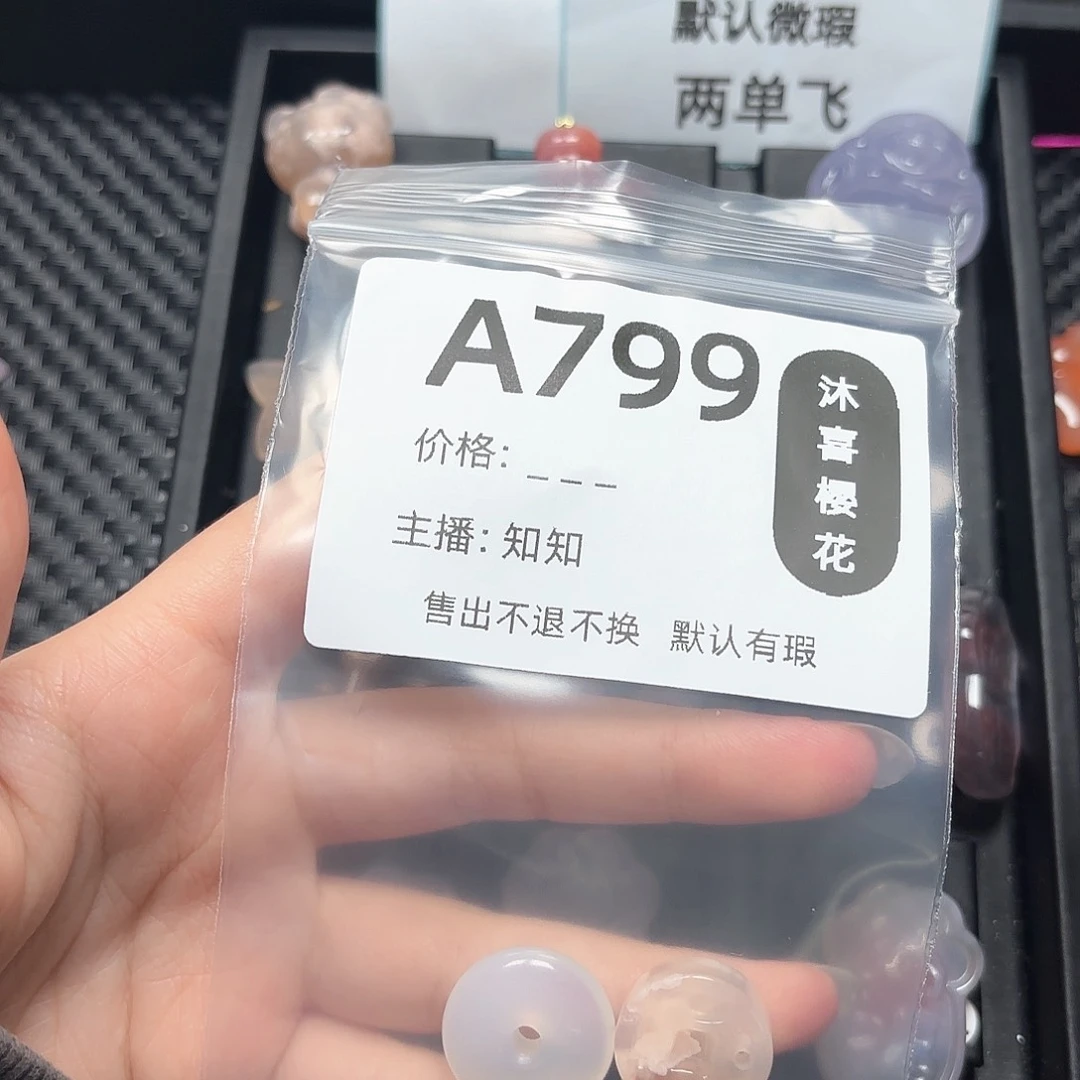 默认微瑕
两单飞
A799
价格: _ _ _
主播: 知知
售出不退不换 默认有瑕
沐喜樱花